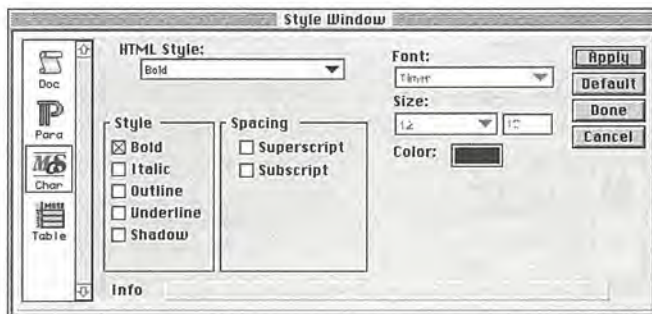 Style Window
Doc
Para
Char
Table
HTML Style:
Bold
Style
Bold
Italic
Outline
Underline
Shadow
Spacing
Superscript
Subscript
Font:
Size:
12
Color:
Apply
Default
Done
Cancel
Info